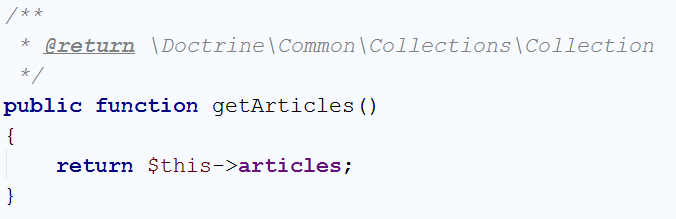 /**
 * @return \Doctrine\Common\Collections\Collection
 */
public function getArticles()
{
    return $this->articles;
}